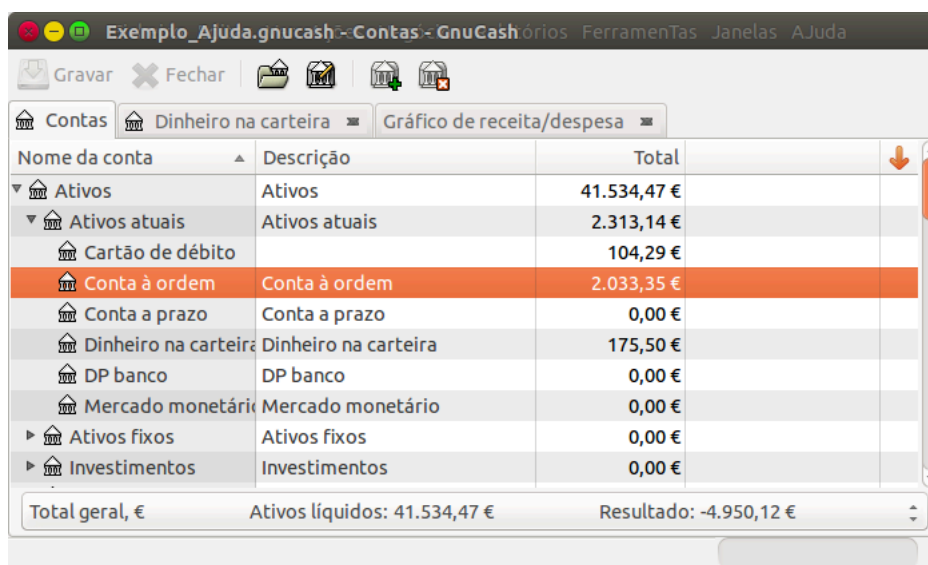 Exemplo_Ajuda.gnucash - Contas - GnuCash FerramenTas Janelas AJuda
Gravar Fechar
Contas Dinheiro na carteira Gráfico de receita/despesa
Nome da conta Descrição Total
Ativos Ativos 41.534,47 €
Ativos atuais Ativos atuais 2.313,14 €
Cartão de débito 104,29 €
Conta à ordem Conta à ordem 2.033,35 €
Conta a prazo Conta a prazo 0,00 €
Dinheiro na carteira Dinheiro na carteira 175,50 €
DP banco DP banco 0,00 €
Mercado monetári Mercado monetário 0,00 €
Ativos fixos Ativos fixos 0,00 €
Investimentos Investimentos 0,00 €
Total geral, € Ativos líquidos: 41.534,47 € Resultado: -4.950,12 €